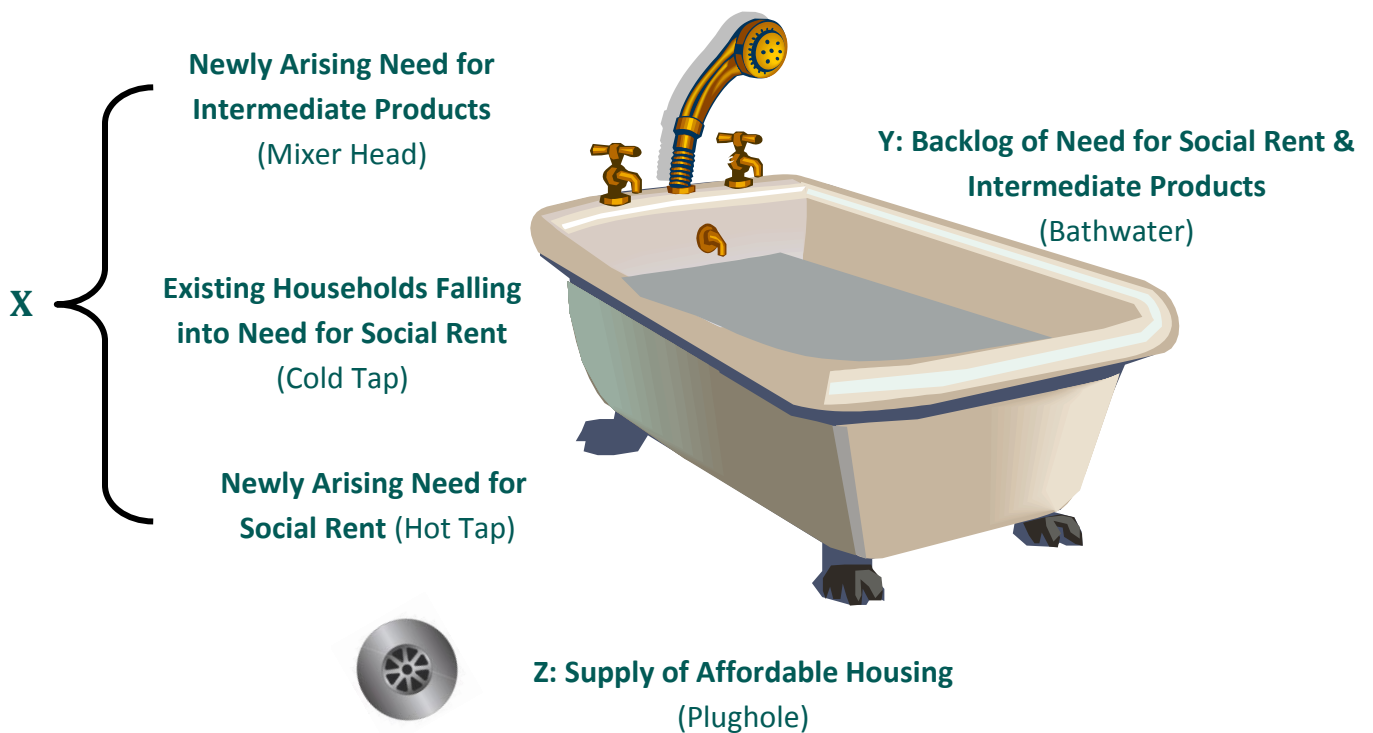 Newly Arising Need for
Intermediate Products
(Mixer Head)
Y: Backlog of Need for Social Rent &
Intermediate Products
(Bathwater)
X
Existing Households Falling
into Need for Social Rent
(Cold Tap)
Newly Arising Need for
Social Rent (Hot Tap)
Z: Supply of Affordable Housing
(Plughole)